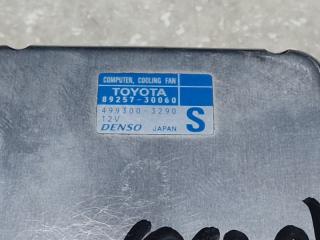 COMPUTER, COOLING FAN
TOYOTA
89257-30060
499300-3290
12V
DENSO JAPAN
S